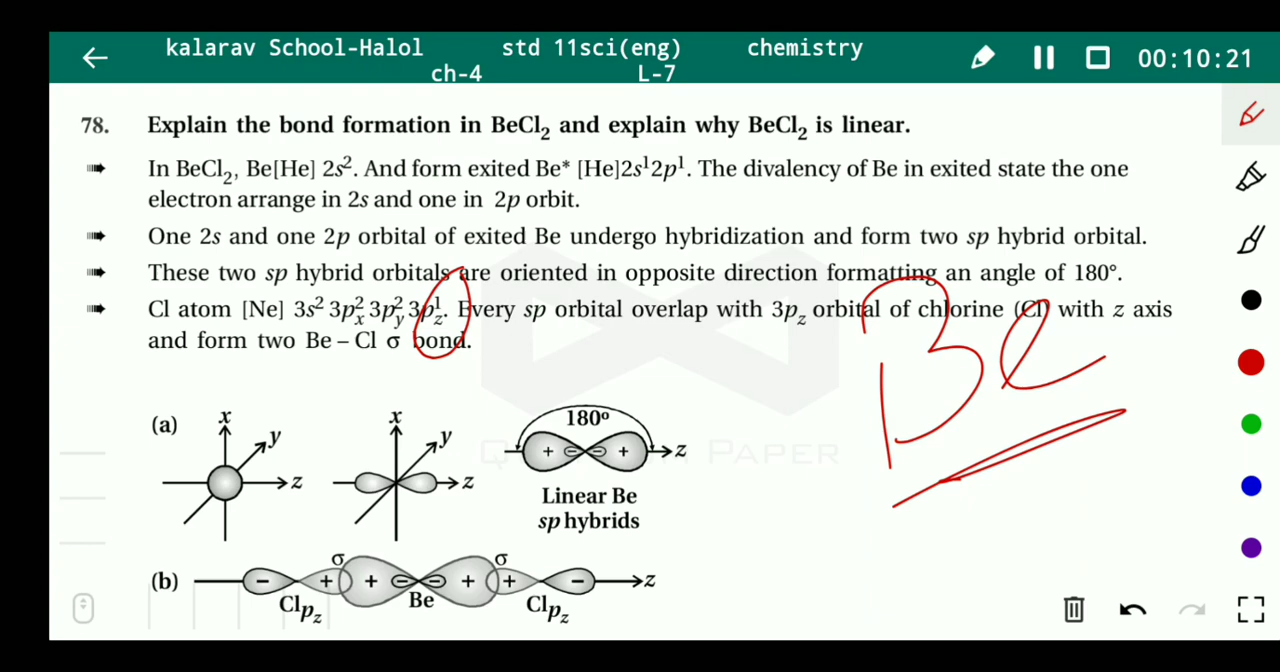 kalarav School-Halol std 11sci(eng) chemistry
ch-4 L-7
00:10:21
78. Explain the bond formation in BeCl₂ and explain why BeCl₂ is linear.
In BeCl₂, Be[He] 2s². And form exited Be* [He]2s¹2p¹. The divalency of Be in exited state the one
electron arrange in 2s and one in 2p orbit.
One 2s and one 2p orbital of exited Be undergo hybridization and form two sp hybrid orbital.
These two sp hybrid orbitals are oriented in opposite direction formatting an angle of 180°.
Cl atom [Ne] 3s² 3pₓ² 3p_y² 3p_z¹. Every sp orbital overlap with 3p_z orbital of chlorine (Cl) with z axis
and form two Be – Cl σ bond.
Be
(a) x y z x y z 180° + − − + z
Linear Be
sp hybrids
PAPER
(b) − + σ + − − + σ + − z
Clp_z Be Clp_z